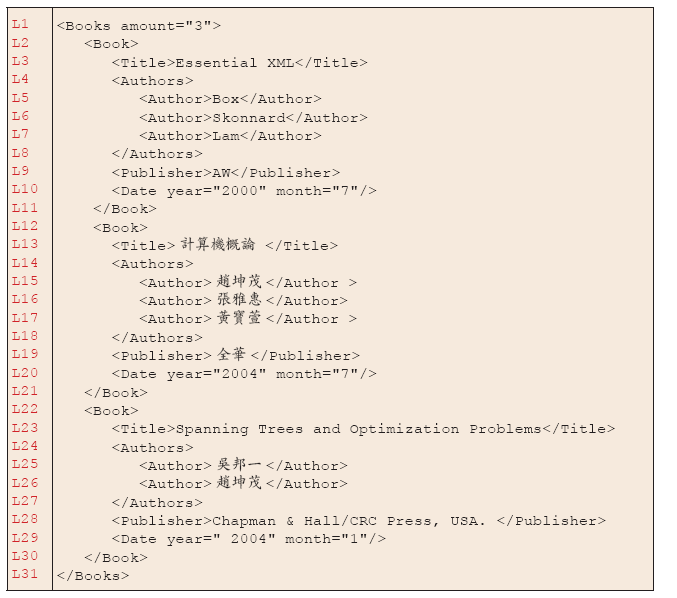 L1 <Books amount="3">
L2 <Book>
L3 <Title>Essential XML</Title>
L4 <Authors>
L5 <Author>Box</Author>
L6 <Author>Skonnard</Author>
L7 <Author>Lam</Author>
L8 </Authors>
L9 <Publisher>AW</Publisher>
L10 <Date year="2000" month="7"/>
L11 </Book>
L12 <Book>
L13 <Title> 計算機概論 </Title>
L14 <Authors>
L15 <Author> 趙坤茂 </Author >
L16 <Author> 張雅惠 </Author>
L17 <Author> 黃寶萱 </Author >
L18 </Authors>
L19 <Publisher> 全華 </Publisher>
L20 <Date year="2004" month="7"/>
L21 </Book>
L22 <Book>
L23 <Title>Spanning Trees and Optimization Problems</Title>
L24 <Authors>
L25 <Author> 吳邦一 </Author>
L26 <Author> 趙坤茂 </Author>
L27 </Authors>
L28 <Publisher>Chapman & Hall/CRC Press, USA. </Publisher>
L29 <Date year=" 2004" month="1"/>
L30 </Book>
L31 </Books>